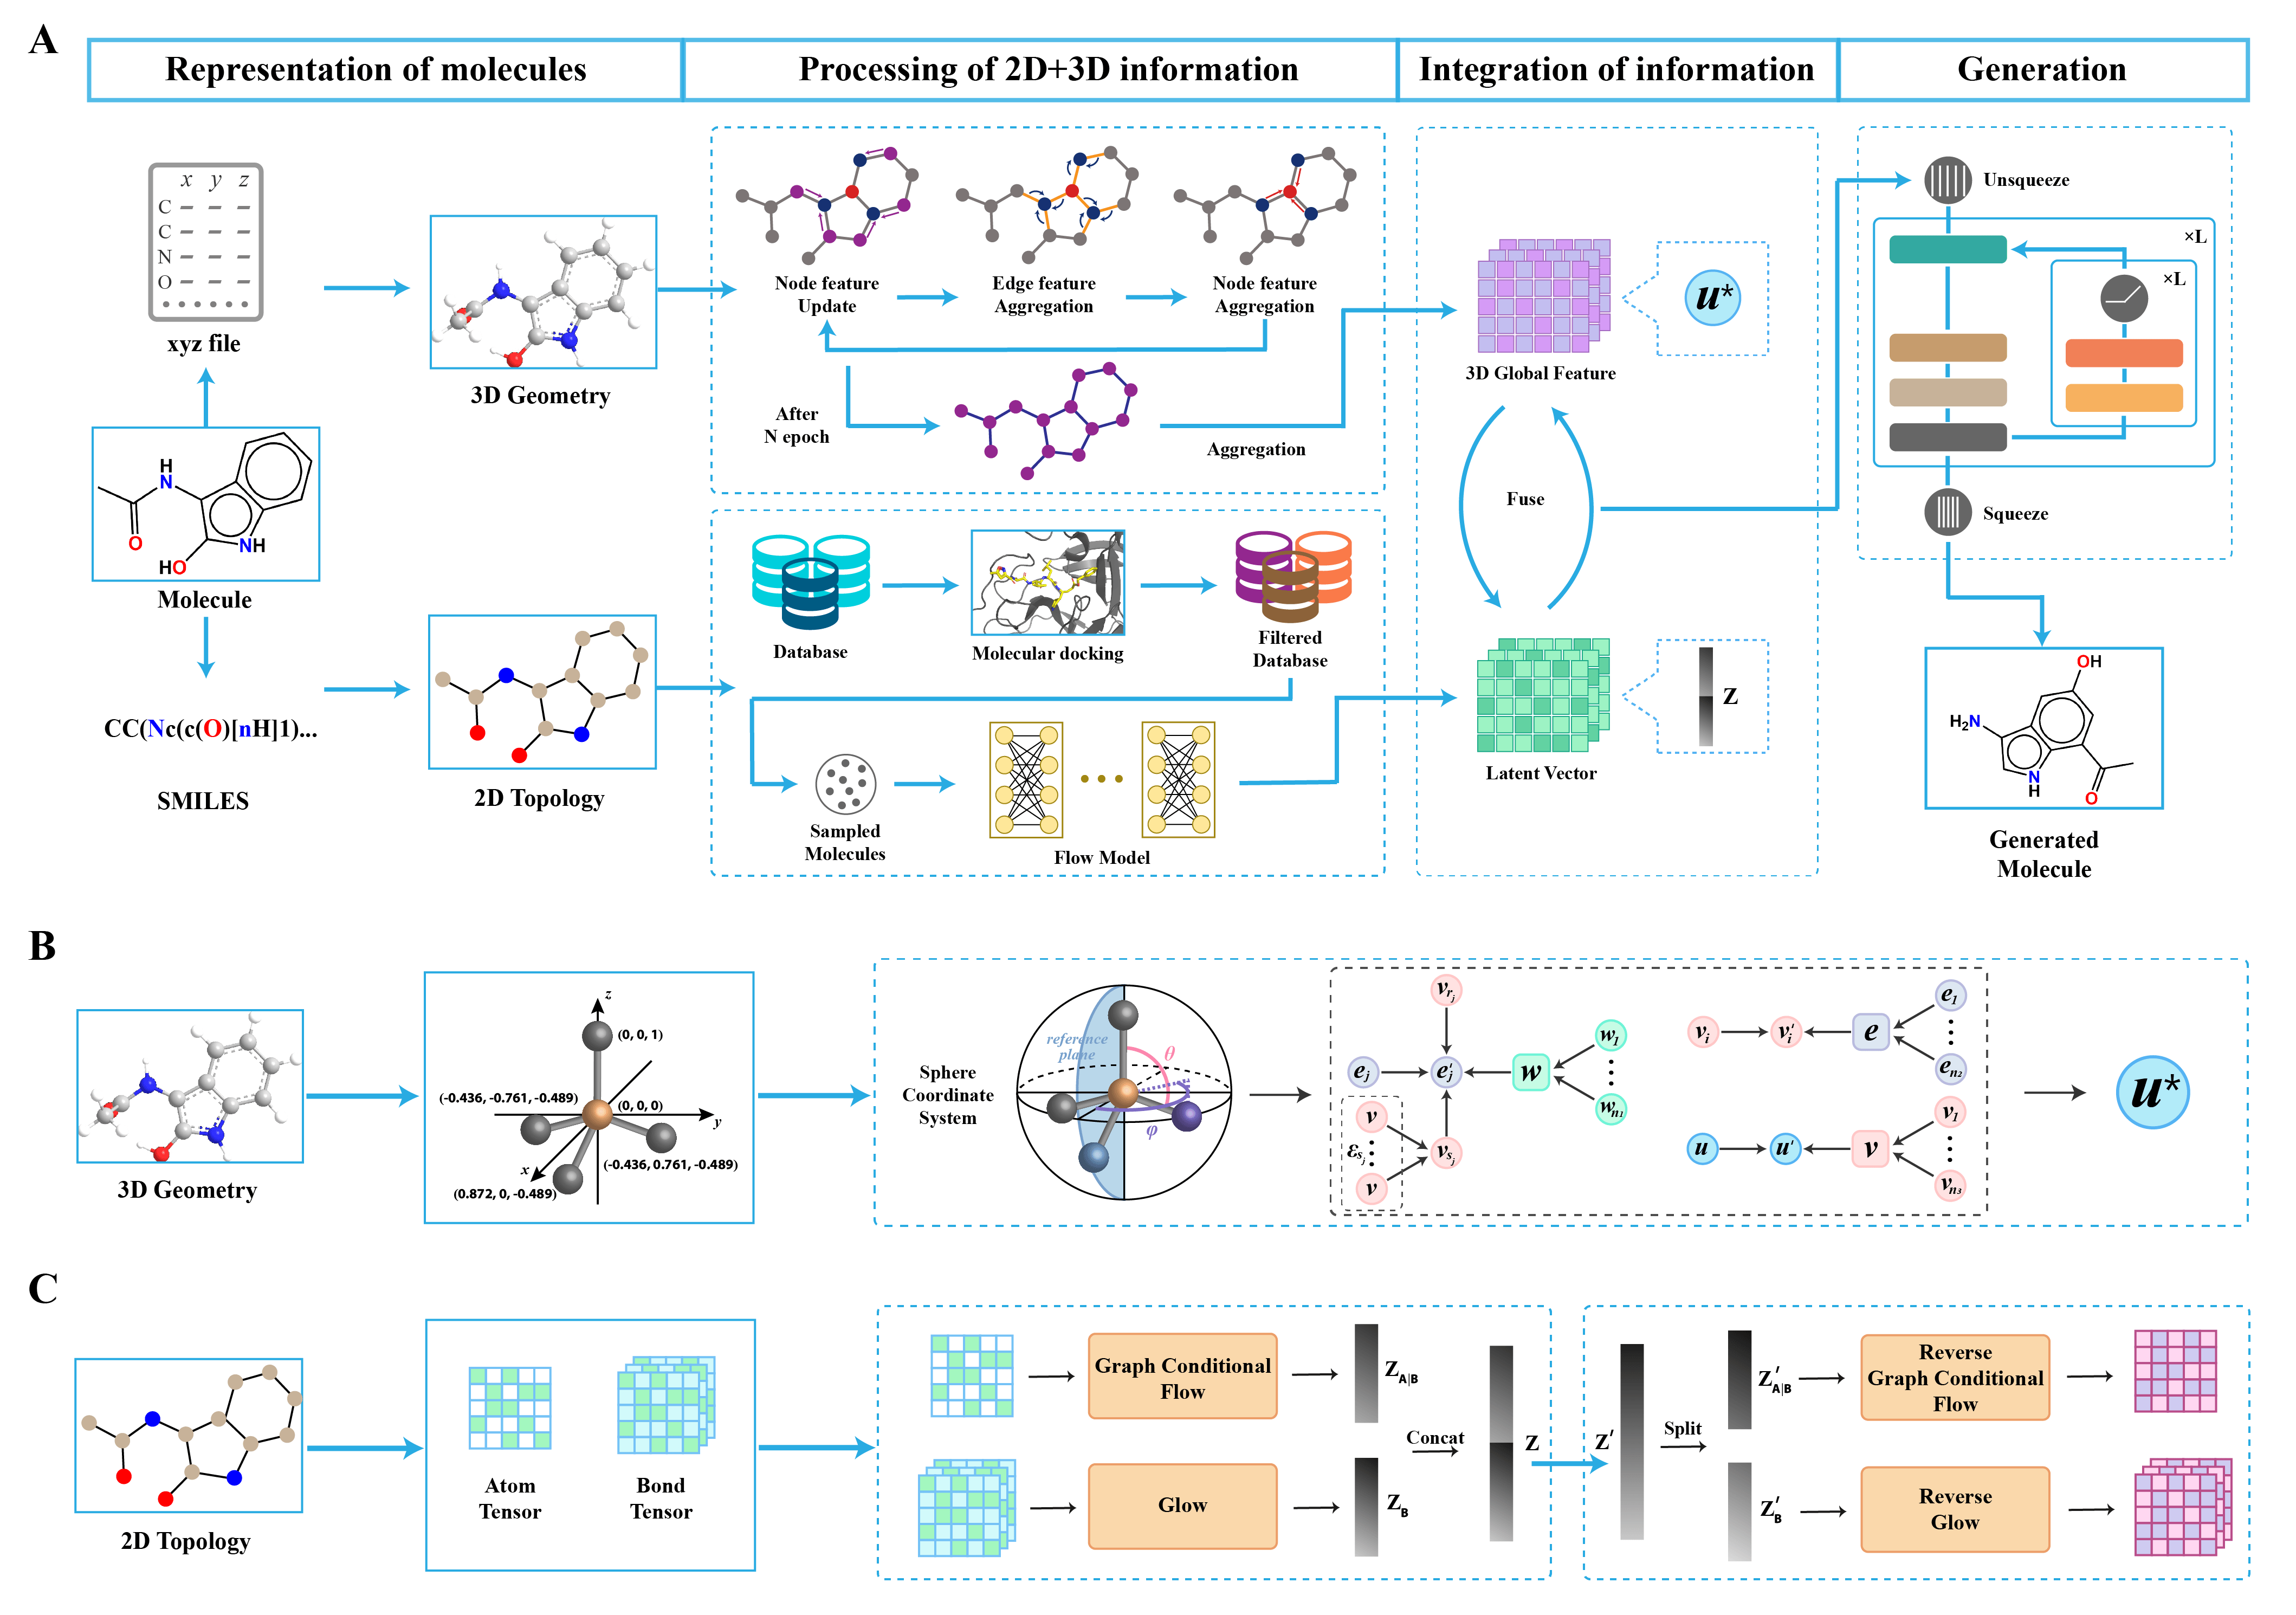 A
Representation of molecules
Processing of 2D+3D information
Integration of information
Generation
x y z
C
C
N
O
xyz file
3D Geometry
H
N
O
HO
NH
Molecule
CC(Nc(c(O)[nH]1)...
SMILES
2D Topology
Node feature
Update
Edge feature
Aggregation
Node feature
Aggregation
After
N epoch
Aggregation
Database
Molecular docking
Filtered
Database
Sampled
Molecules
Flow Model
3D Global Feature
u*
Fuse
Latent Vector
Z
Unsqueeze
×L
×L
Squeeze
OH
H₂N
N
H
O
Generated
Molecule
B
3D Geometry
z
(0, 0, 1)
(-0.436, -0.761, -0.489)
(0, 0, 0)
y
x
(-0.436, 0.761, -0.489)
(0.872, 0, -0.489)
Sphere
Coordinate
System
reference
plane
θ
φ
v_{r_j}
e_j
e'_j
w
w_1
w_{n_1}
v
ε_{s_j}
v
v_{s_j}
v_i
v'_i
e
e_1
e_{n_2}
u
u'
v
v_1
v_{n_3}
u*
C
2D Topology
Atom
Tensor
Bond
Tensor
Graph Conditional
Flow
Z_{A|B}
Glow
Z_B
Concat
Z
Z'
Split
Z'_{A|B}
Reverse
Graph Conditional
Flow
Z'_B
Reverse
Glow